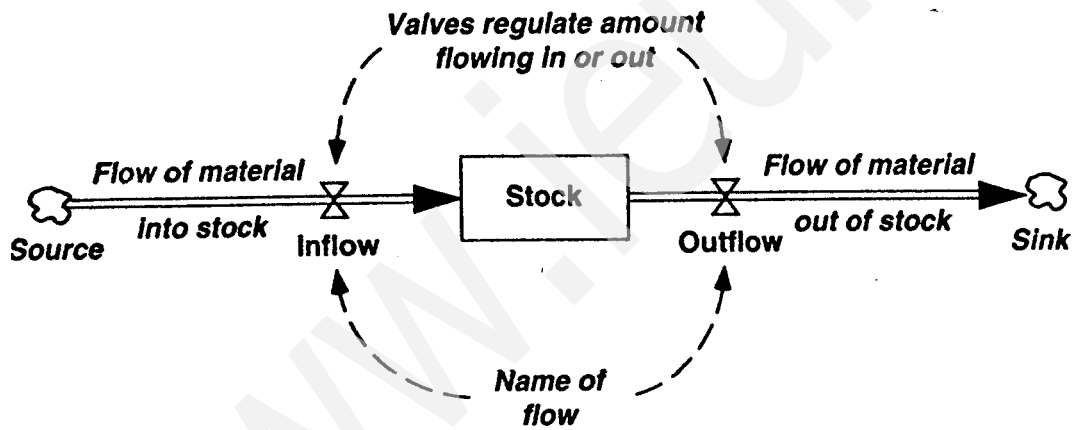 Valves regulate amount
flowing in or out
Flow of material
into stock
Source
Inflow
Stock
Outflow
Flow of material
out of stock
Sink
Name of
flow